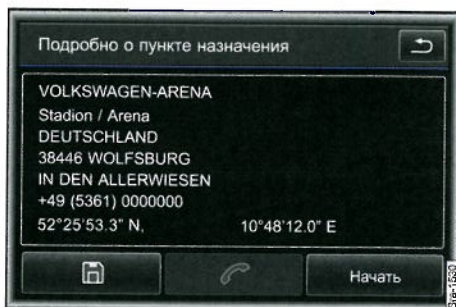 Подробно о пункте назначения
VOLKSWAGEN-ARENA
Stadion / Arena
DEUTSCHLAND
38446 WOLFSBURG
IN DEN ALLERWIESEN
+49 (5361) 0000000
52°25'53.3" N, 10°48'12.0" E
Начать